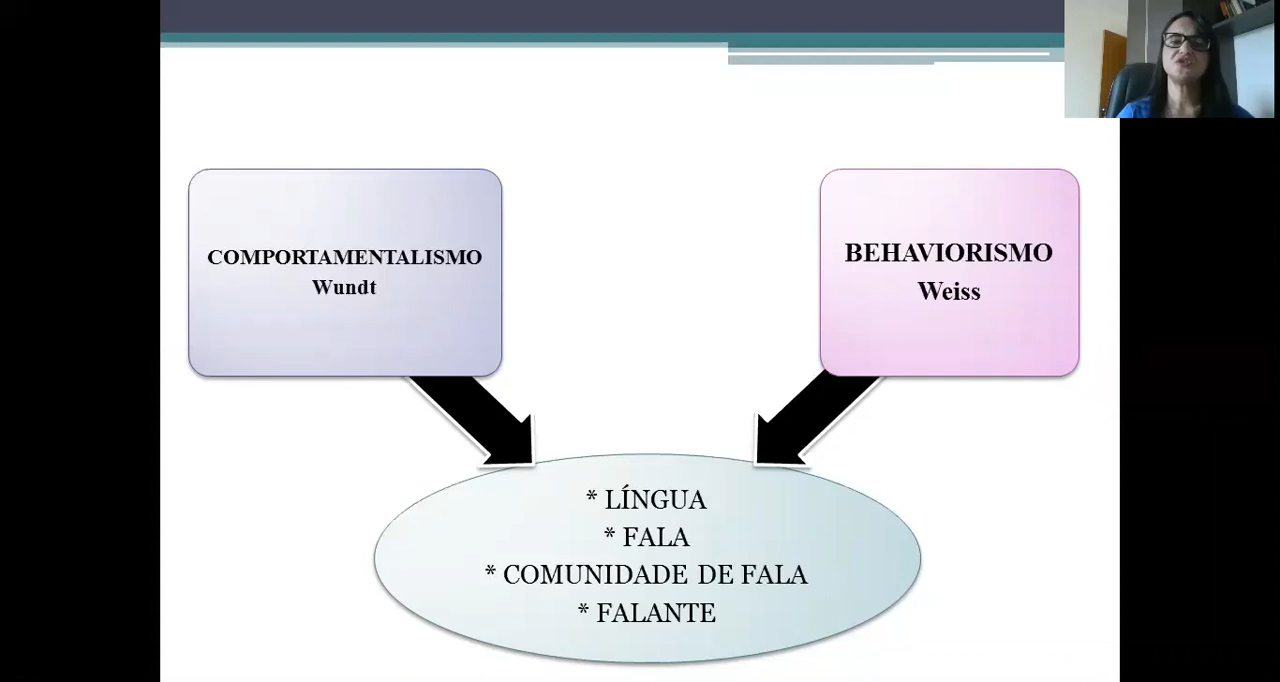 COMPORTAMENTALISMO
Wundt
BEHAVIORISMO
Weiss
* LÍNGUA
* FALA
* COMUNIDADE DE FALA
* FALANTE